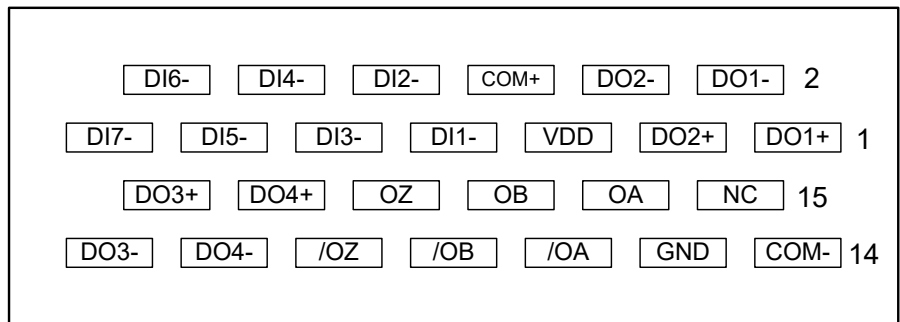 DI6- DI4- DI2- COM+ DO2- DO1- 2
DI7- DI5- DI3- DI1- VDD DO2+ DO1+ 1
DO3+ DO4+ OZ OB OA NC 15
DO3- DO4- /OZ /OB /OA GND COM- 14